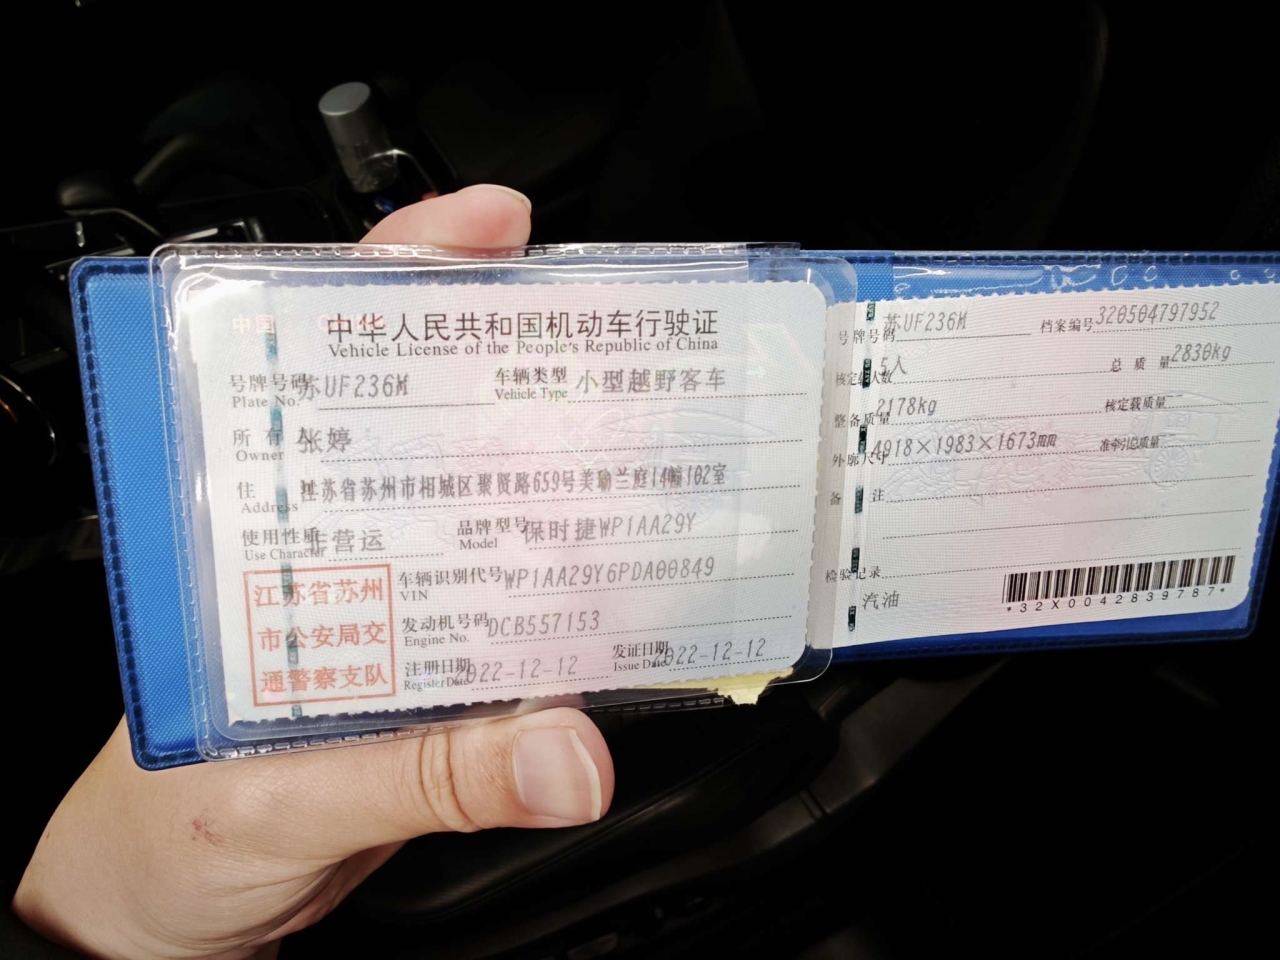 中华人民共和国机动车行驶证
Vehicle License of the People's Republic of China
号牌号码 苏UF236M 车辆类型 小型越野客车
Plate No. Vehicle Type
所有 张婷
Owner
住 江苏省苏州市相城区聚贤路659号美瑜兰庭14幢102室
Address
使用性质 非营运 品牌型号 保时捷WP1AA29Y
Use Character Model
车辆识别代号 WP1AA29Y6PDA00849
VIN
发动机号码 DCB557153
Engine No.
注册日期 022-12-12 发证日期 022-12-12
Register Date Issue Date
江苏省苏州
市公安局交
通警察支队
号牌号码 苏UF236M 档案编号 320504797952
核定载人数 5人 总质量 2830kg
整备质量 2178kg 核定载质量 --
外廓尺寸 4918×1983×1673mm 准牵引总质量 --
备注
检验记录
汽油
*32X0042839787*